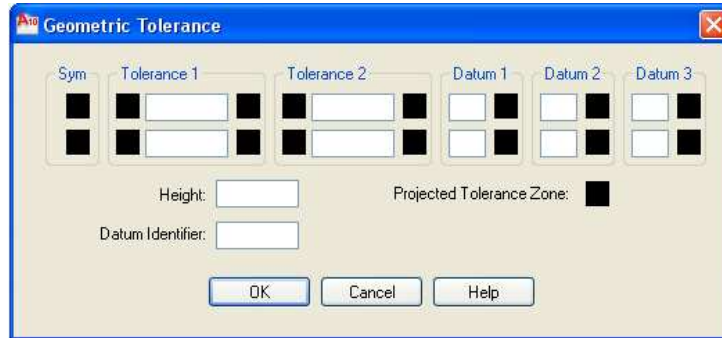 A10 Geometric Tolerance
Sym Tolerance 1 Tolerance 2 Datum 1 Datum 2 Datum 3
Height: Projected Tolerance Zone:
Datum Identifier:
OK Cancel Help